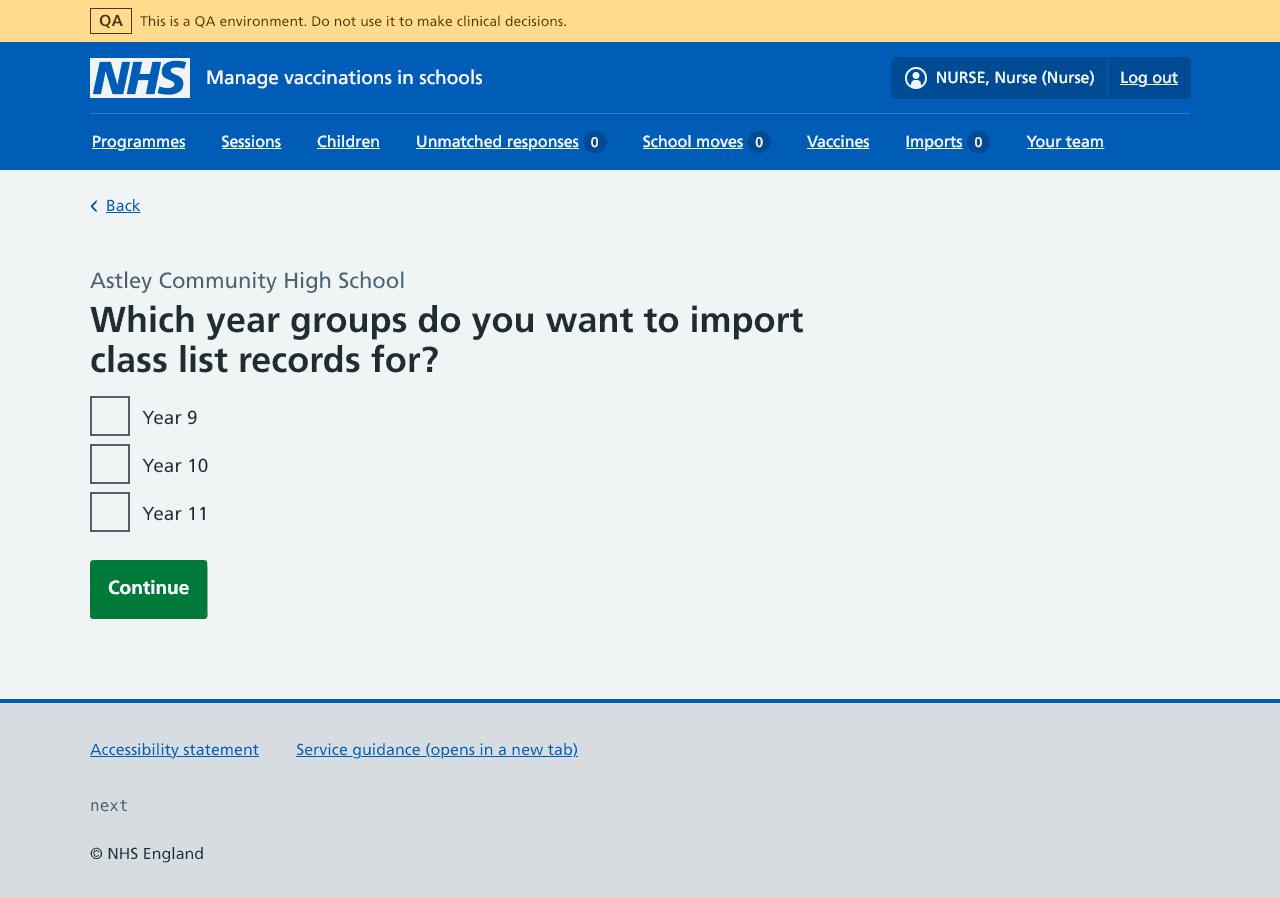 QA This is a QA environment. Do not use it to make clinical decisions.
NHS Manage vaccinations in schools NURSE, Nurse (Nurse) Log out
Programmes Sessions Children Unmatched responses 0 School moves 0 Vaccines Imports 0 Your team
Back
Astley Community High School
Which year groups do you want to import
class list records for?
Year 9
Year 10
Year 11
Continue
Accessibility statement Service guidance (opens in a new tab)
next
© NHS England